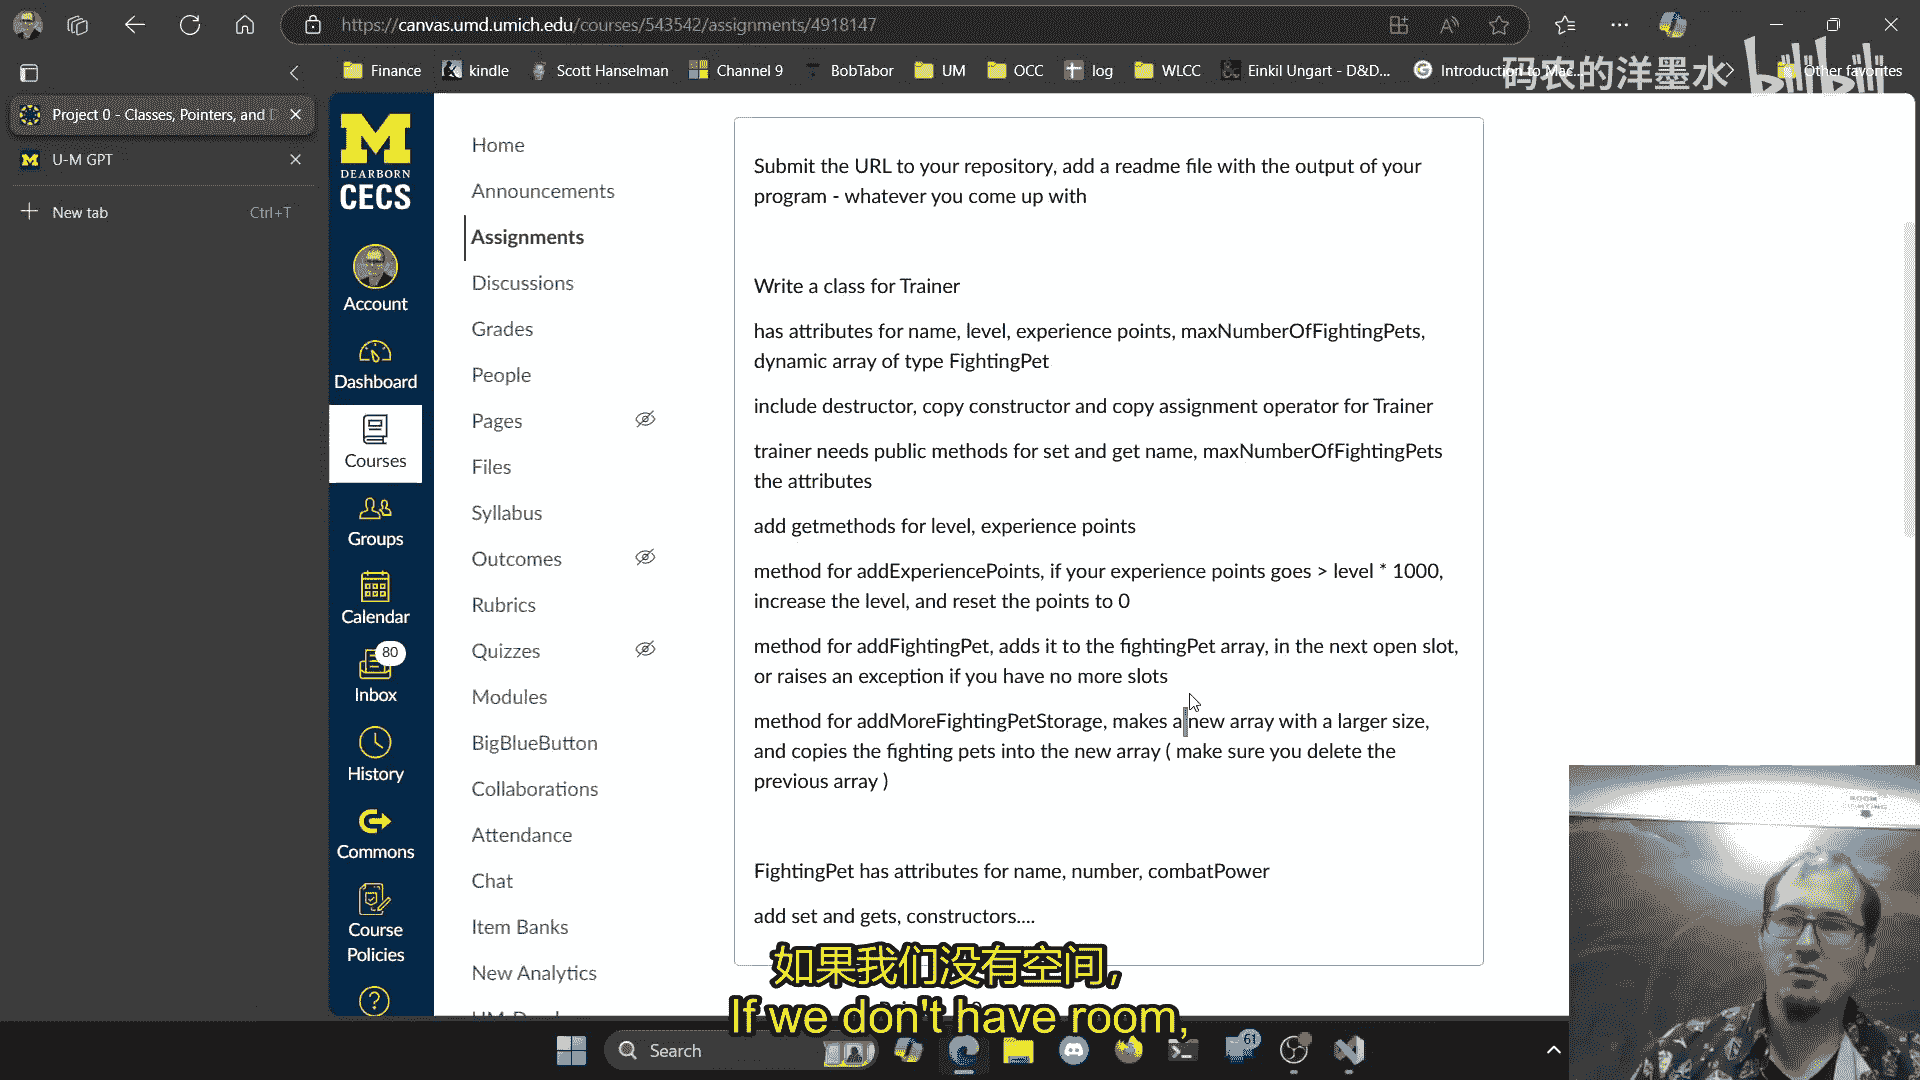 https://canvas.umd.umich.edu/courses/543542/assignments/4918147
Finance
kindle
Scott Hanselman
Channel 9
BobTabor
UM
OCC
log
WLCC
Einkil Ungart - D&D...
Introduction to Mac...
Other favorites
码农的洋墨水
bilibili
Project 0 - Classes, Pointers, and D
U-M GPT
New tab
Ctrl+T
M
DEARBORN
CECS
Account
Dashboard
Courses
Groups
Calendar
80
Inbox
History
Commons
Course
Policies
Home
Announcements
Assignments
Discussions
Grades
People
Pages
Files
Syllabus
Outcomes
Rubrics
Quizzes
Modules
BigBlueButton
Collaborations
Attendance
Chat
Item Banks
New Analytics
Submit the URL to your repository, add a readme file with the output of your
program - whatever you come up with
Write a class for Trainer
has attributes for name, level, experience points, maxNumberOfFightingPets,
dynamic array of type FightingPet
include destructor, copy constructor and copy assignment operator for Trainer
trainer needs public methods for set and get name, maxNumberOfFightingPets
the attributes
add getmethods for level, experience points
method for addExperiencePoints, if your experience points goes > level * 1000,
increase the level, and reset the points to 0
method for addFightingPet, adds it to the fightingPet array, in the next open slot,
or raises an exception if you have no more slots
method for addMoreFightingPetStorage, makes a new array with a larger size,
and copies the fighting pets into the new array ( make sure you delete the
previous array )
FightingPet has attributes for name, number, combatPower
add set and gets, constructors....
如果我们没有空间,
If we don't have room,
Search
61